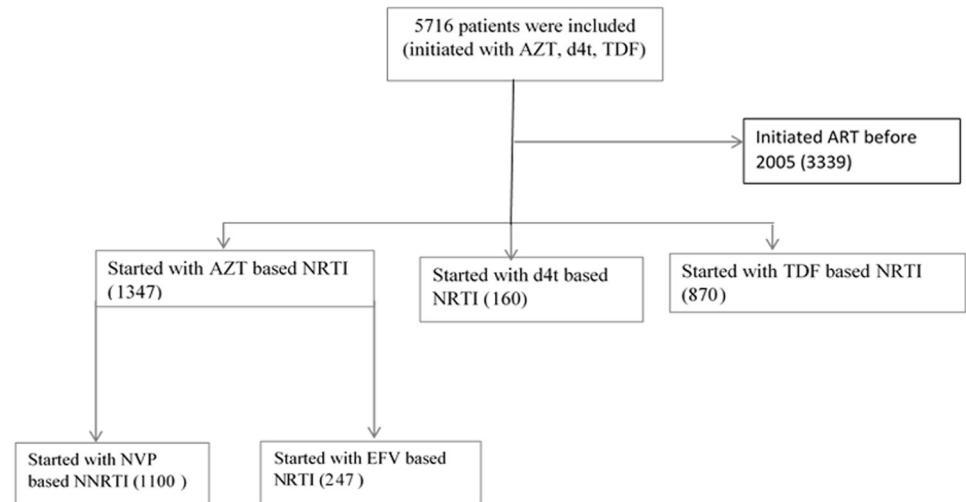 5716 patients were included
(initiated with AZT, d4t, TDF)
Initiated ART before
2005 (3339)
Started with AZT based NRTI
(1347)
Started with d4t based
NRTI (160)
Started with TDF based NRTI
(870)
Started with NVP
based NNRTI (1100 )
Started with EFV based
NRTI (247)